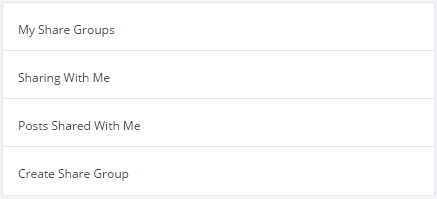 My Share Groups
Sharing With Me
Posts Shared With Me
Create Share Group